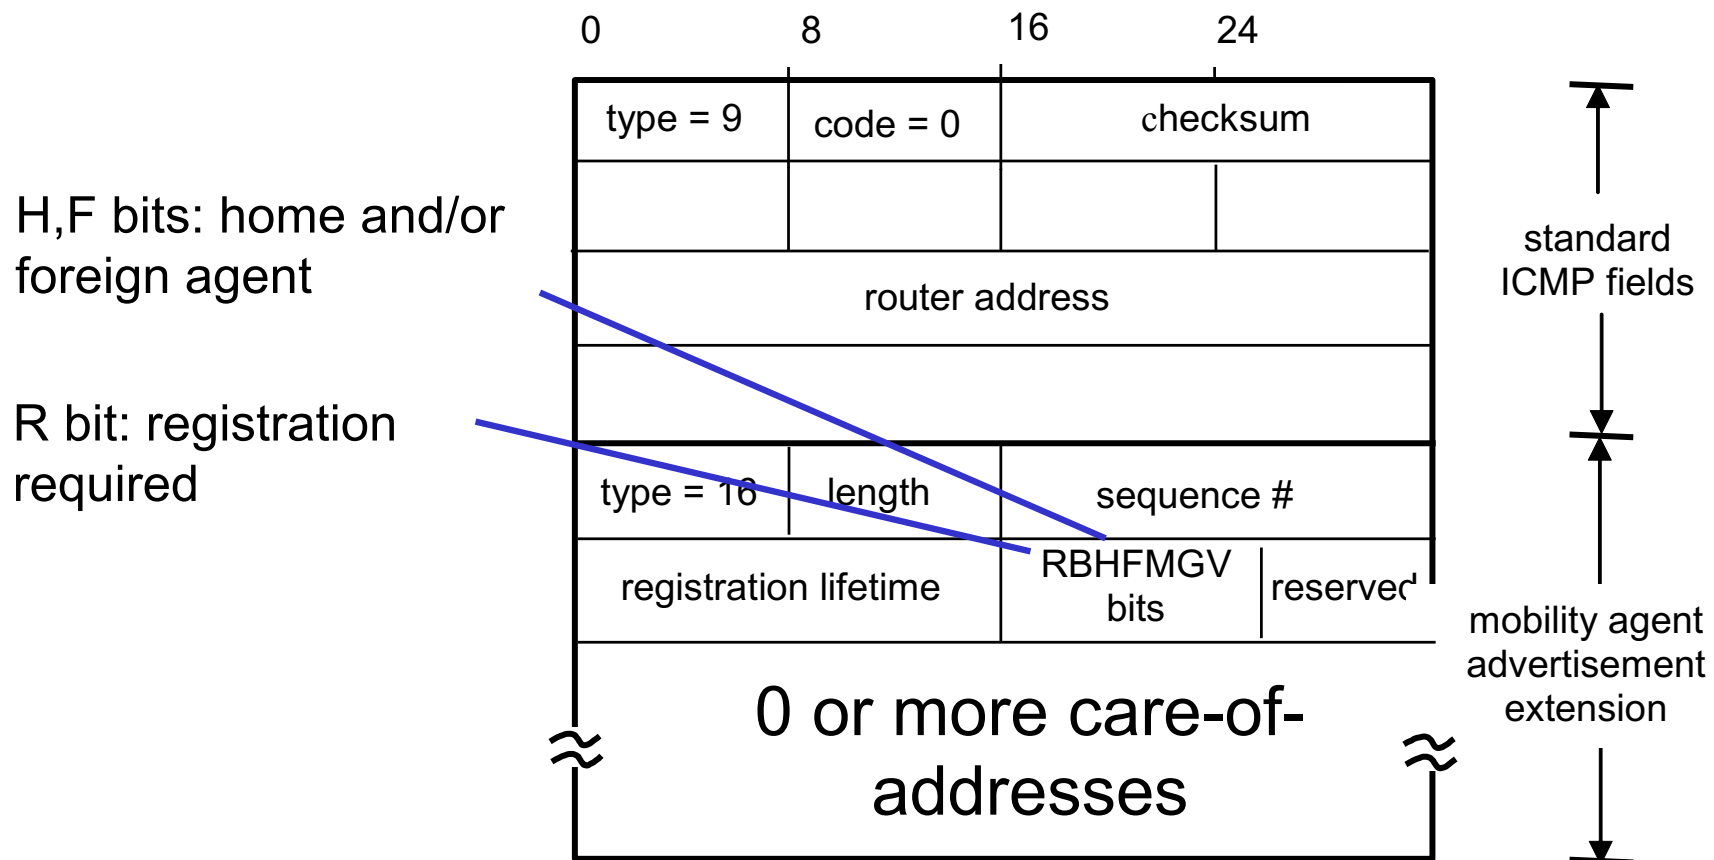 0 8 16 24
type = 9 code = 0 checksum
H,F bits: home and/or
foreign agent
standard
ICMP fields
router address
R bit: registration
required
type = 16 length sequence #
registration lifetime
RBHFMGV
bits
reserved
mobility agent
advertisement
extension
0 or more care-of-
addresses